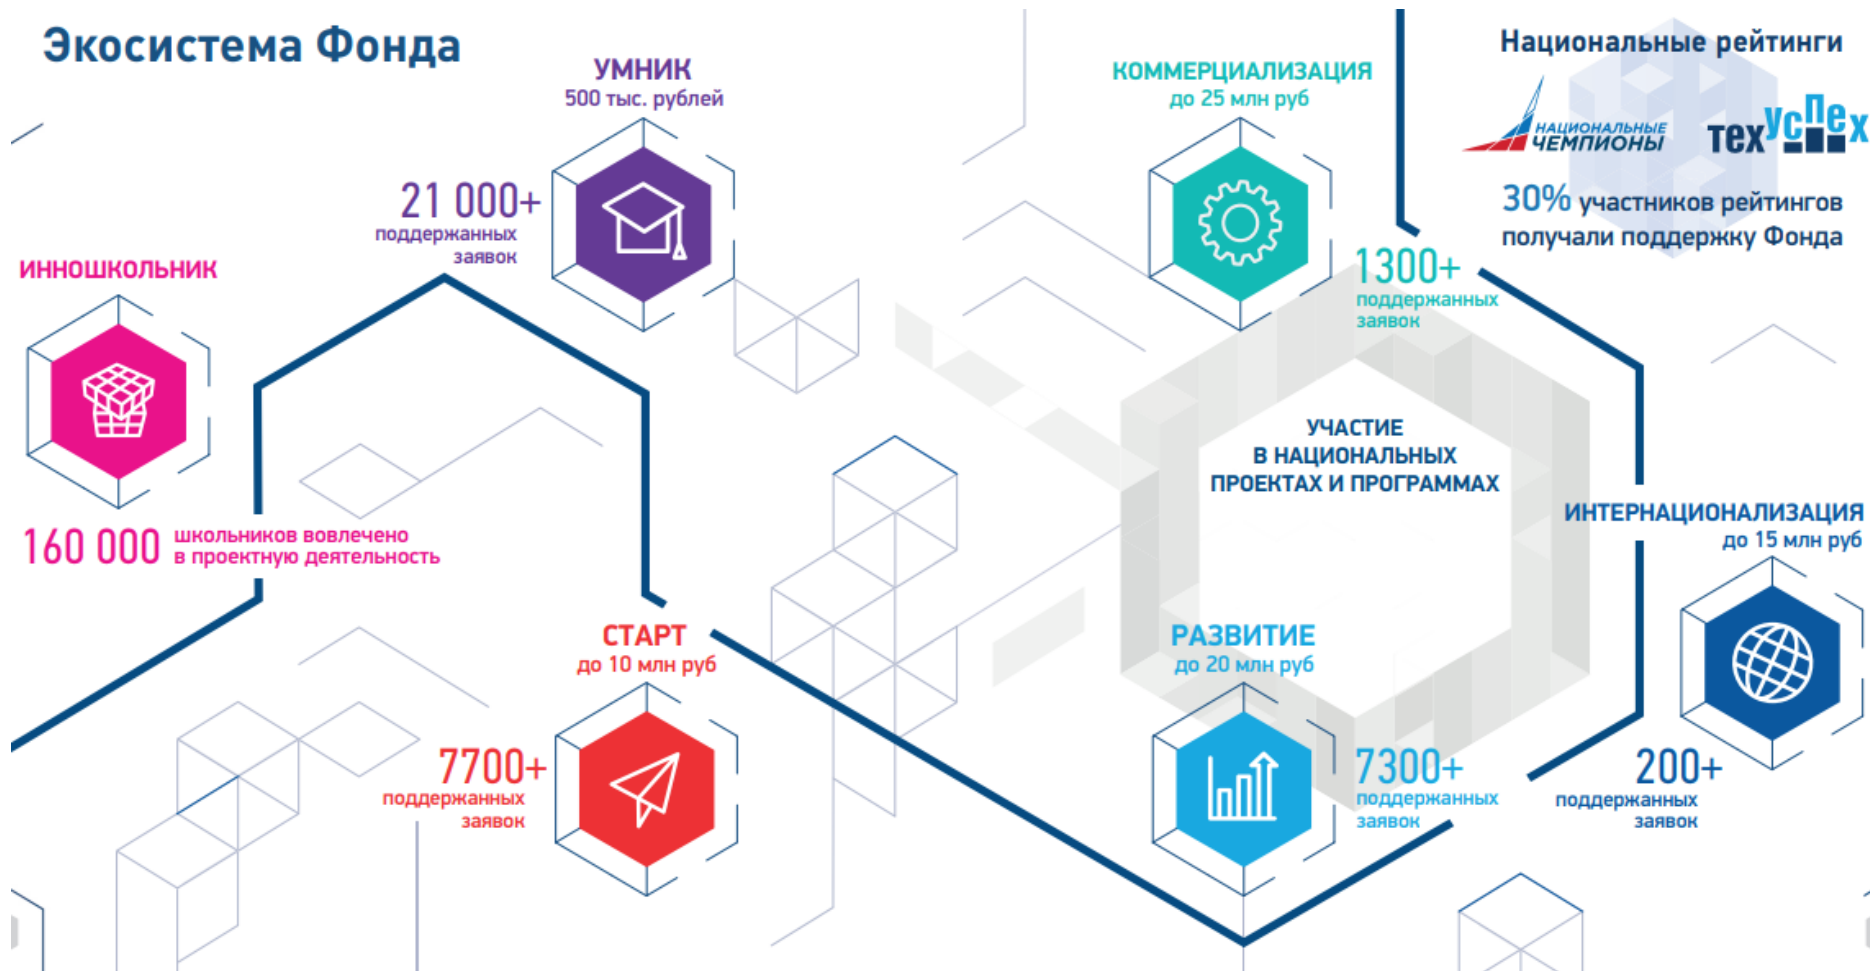 Экосистема Фонда
УМНИК
500 тыс. рублей
21 000+
поддержанных
заявок
ИННОШКОЛЬНИК
160 000
школьников вовлечено
в проектную деятельность
СТАРТ
до 10 млн руб
7700+
поддержанных
заявок
КОММЕРЦИАЛИЗАЦИЯ
до 25 млн руб
1300+
поддержанных
заявок
УЧАСТИЕ
В НАЦИОНАЛЬНЫХ
ПРОЕКТАХ И ПРОГРАММАХ
РАЗВИТИЕ
до 20 млн руб
7300+
поддержанных
заявок
Национальные рейтинги
НАЦИОНАЛЬНЫЕ
ЧЕМПИОНЫ
техуспех
30% участников рейтингов
получали поддержку Фонда
ИНТЕРНАЦИОНАЛИЗАЦИЯ
до 15 млн руб
200+
поддержанных
заявок